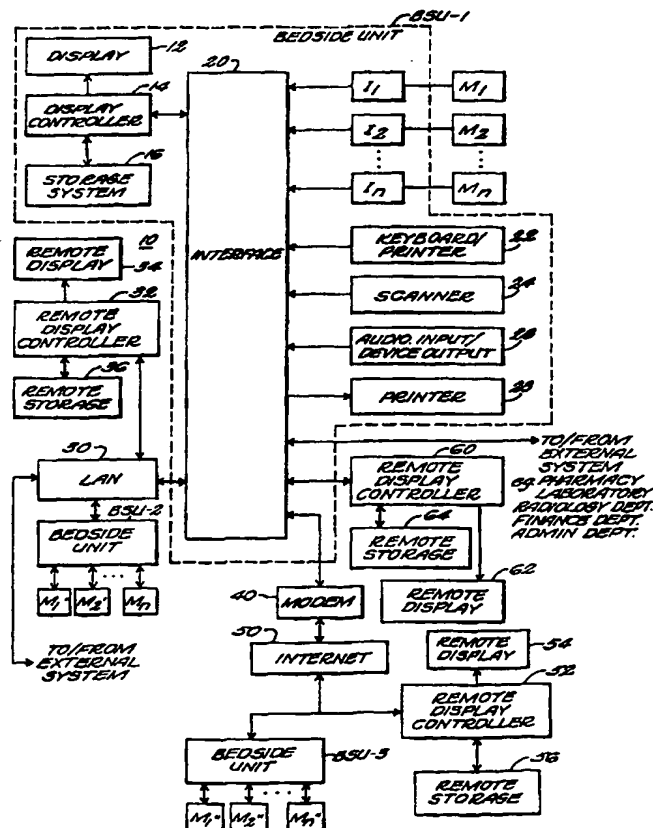 BSU-1
BEDSIDE UNIT
DISPLAY
12
DISPLAY
CONTROLLER
14
STORAGE
SYSTEM
16
20
INTERFACE
I1
M1
I2
M2
In
Mn
KEYBOARD/
PRINTER
22
SCANNER
24
AUDIO INPUT/
DEVICE OUTPUT
26
PRINTER
28
10
REMOTE
DISPLAY
34
32
REMOTE
DISPLAY
CONTROLLER
36
REMOTE
STORAGE
30
LAN
BSU-2
BEDSIDE
UNIT
M1'
M2'
Mn'
TO/FROM
EXTERNAL
SYSTEM
TO/FROM
EXTERNAL
SYSTEM
eg. PHARMACY
LABORATORY
RADIOLOGY DEPT.
FINANCE DEPT.
ADMIN DEPT.
60
REMOTE
DISPLAY
CONTROLLER
64
REMOTE
STORAGE
62
REMOTE
DISPLAY
40
MODEM
50
INTERNET
54
REMOTE
DISPLAY
52
REMOTE
DISPLAY
CONTROLLER
56
REMOTE
STORAGE
BEDSIDE
UNIT
BSU-3
M1"
M2"
Mn"